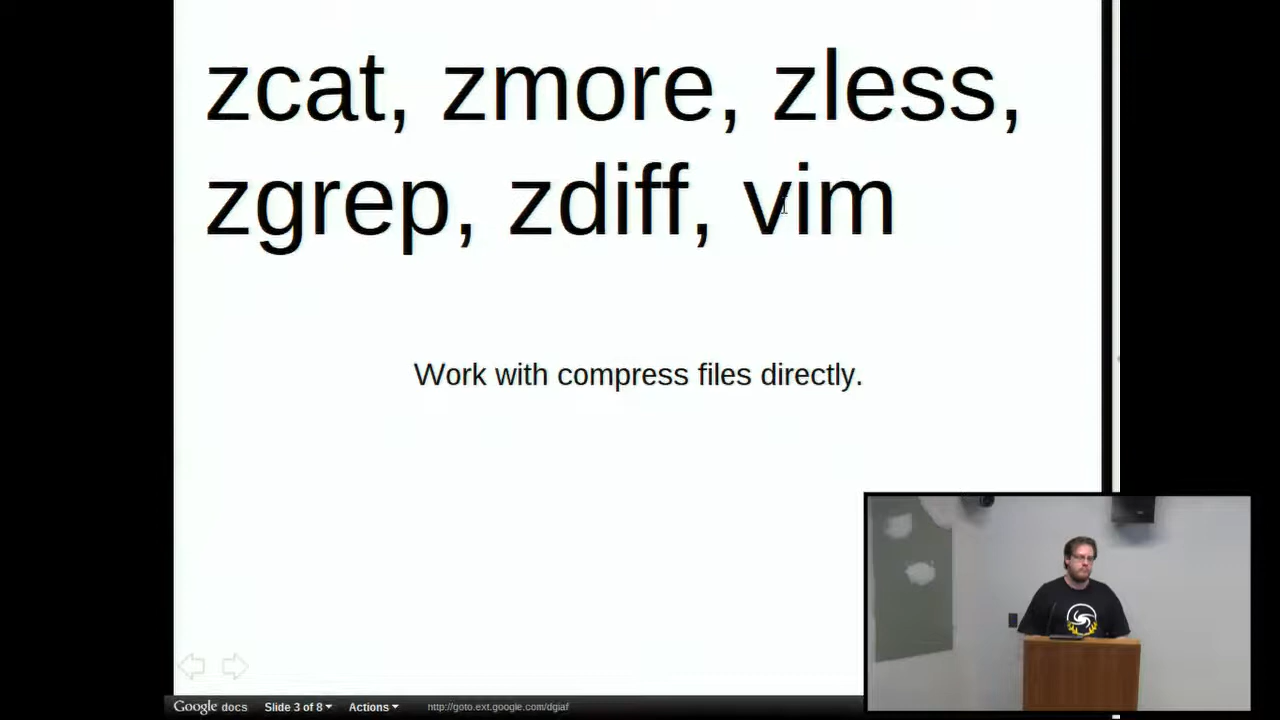 zcat, zmore, zless,
zgrep, zdiff, vim
Work with compress files directly.
Google docs Slide 3 of 8 Actions http://goto.ext.google.com/dgiaf